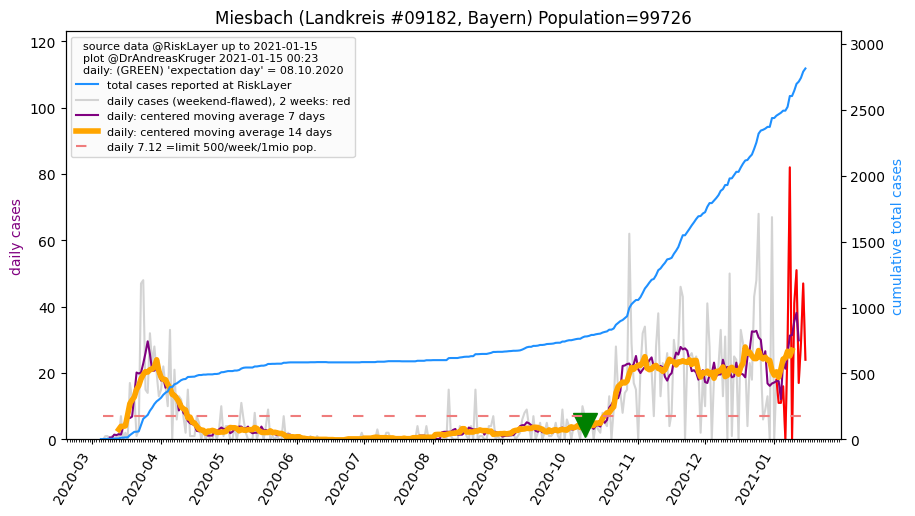 Miesbach (Landkreis #09182, Bayern) Population=99726
source data @RiskLayer up to 2021-01-15
plot @DrAndreasKruger 2021-01-15 00:23
daily: (GREEN) 'expectation day' = 08.10.2020
total cases reported at RiskLayer
daily cases (weekend-flawed), 2 weeks: red
daily: centered moving average 7 days
daily: centered moving average 14 days
daily 7.12 =limit 500/week/1mio pop.
daily cases
120
100
80
60
40
20
0
cumulative total cases
3000
2500
2000
1500
1000
500
0
2020-03
2020-04
2020-05
2020-06
2020-07
2020-08
2020-09
2020-10
2020-11
2020-12
2021-01